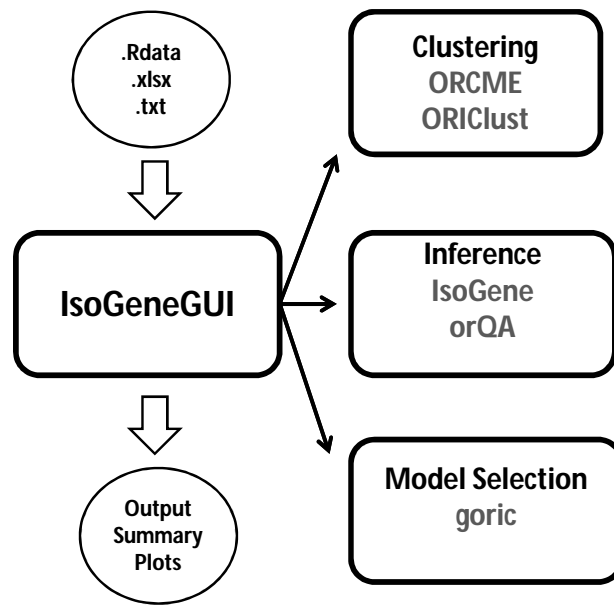 .Rdata
.xlsx
.txt
IsoGeneGUI
Output
Summary
Plots
Clustering
ORCME
ORIClust
Inference
IsoGene
orQA
Model Selection
goric